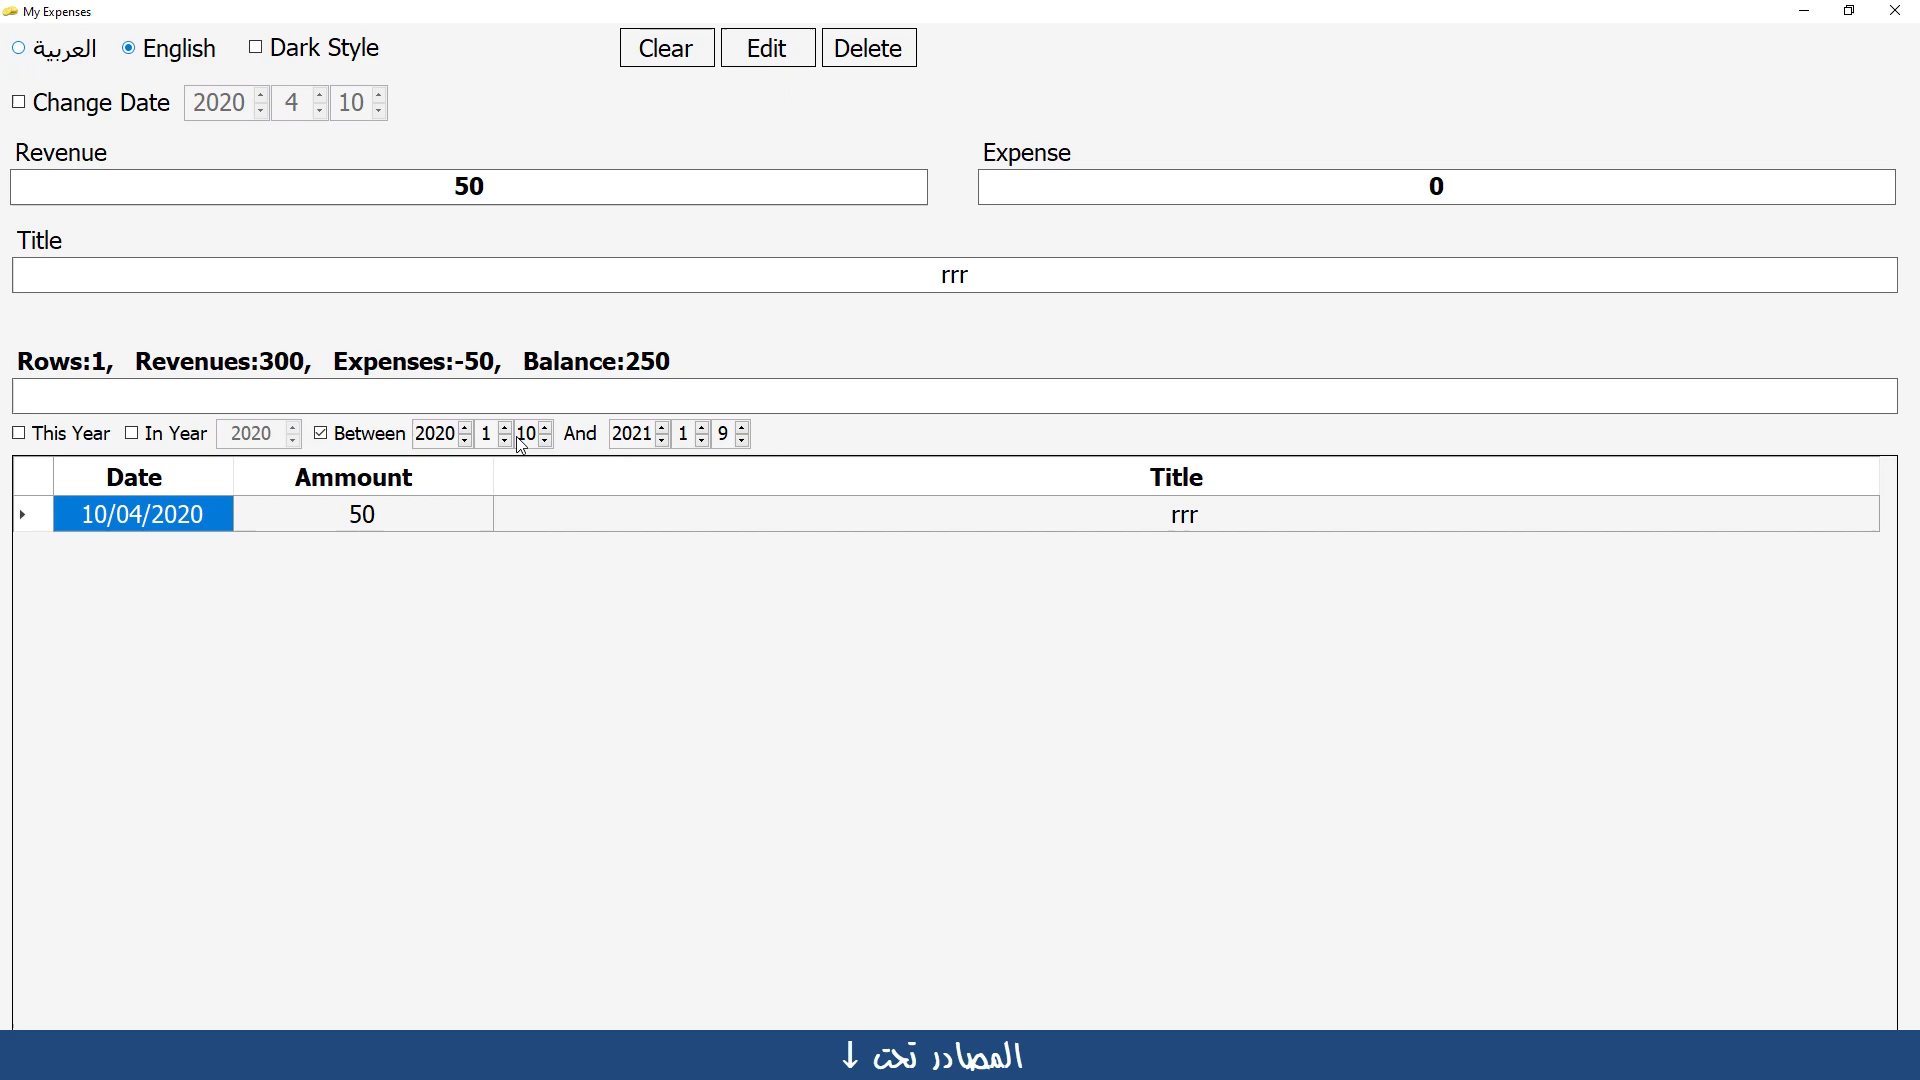 My Expenses
العربية English Dark Style Clear Edit Delete
Change Date 2020 4 10
Revenue Expense
50 0
Title
rrr
Rows:1, Revenues:300, Expenses:-50, Balance:250
This Year In Year 2020 Between 2020 1 10 And 2021 1 9
Date Ammount Title
10/04/2020 50 rrr
المصادر تحت ↓